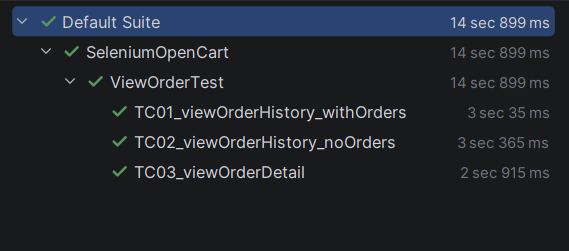 Default Suite 14 sec 899 ms
SeleniumOpenCart 14 sec 899 ms
ViewOrderTest 14 sec 899 ms
TC01_viewOrderHistory_withOrders 3 sec 35 ms
TC02_viewOrderHistory_noOrders 3 sec 365 ms
TC03_viewOrderDetail 2 sec 915 ms